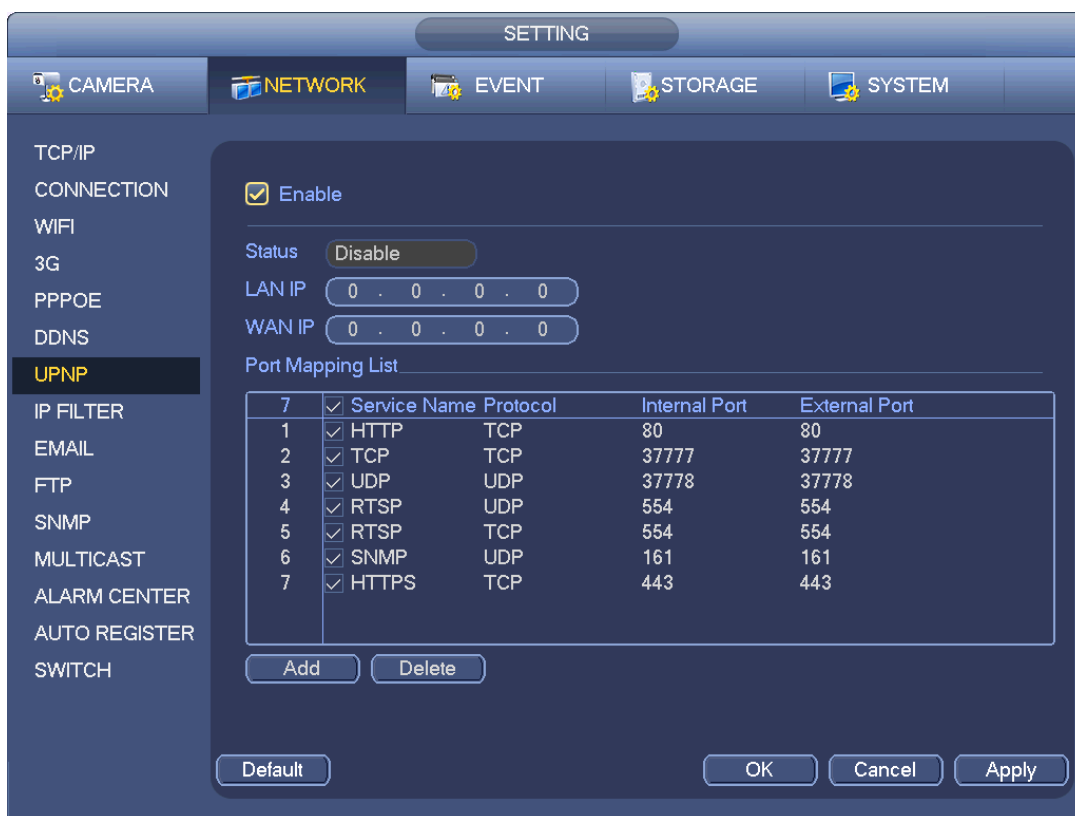 SETTING
CAMERA NETWORK EVENT STORAGE SYSTEM
TCP/IP
CONNECTION
WIFI
3G
PPPOE
DDNS
UPNP
IP FILTER
EMAIL
FTP
SNMP
MULTICAST
ALARM CENTER
AUTO REGISTER
SWITCH
Enable
Status Disable
LAN IP 0 . 0 . 0 . 0
WAN IP 0 . 0 . 0 . 0
Port Mapping List
7 Service Name Protocol Internal Port External Port
1 HTTP TCP 80 80
2 TCP TCP 37777 37777
3 UDP UDP 37778 37778
4 RTSP UDP 554 554
5 RTSP TCP 554 554
6 SNMP UDP 161 161
7 HTTPS TCP 443 443
Add Delete
Default OK Cancel Apply